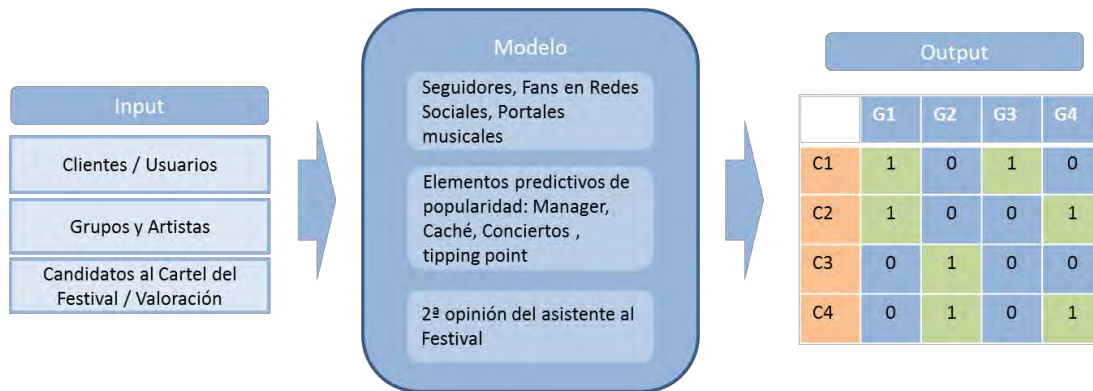 Input
Clientes / Usuarios
Grupos y Artistas
Candidatos al Cartel del
Festival / Valoración
Modelo
Seguidores, Fans en Redes
Sociales, Portales
musicales
Elementos predictivos de
popularidad: Manager,
Caché, Conciertos ,
tipping point
2ª opinión del asistente al
Festival
Output
G1 G2 G3 G4
C1 1 0 1 0
C2 1 0 0 1
C3 0 1 0 0
C4 0 1 0 1